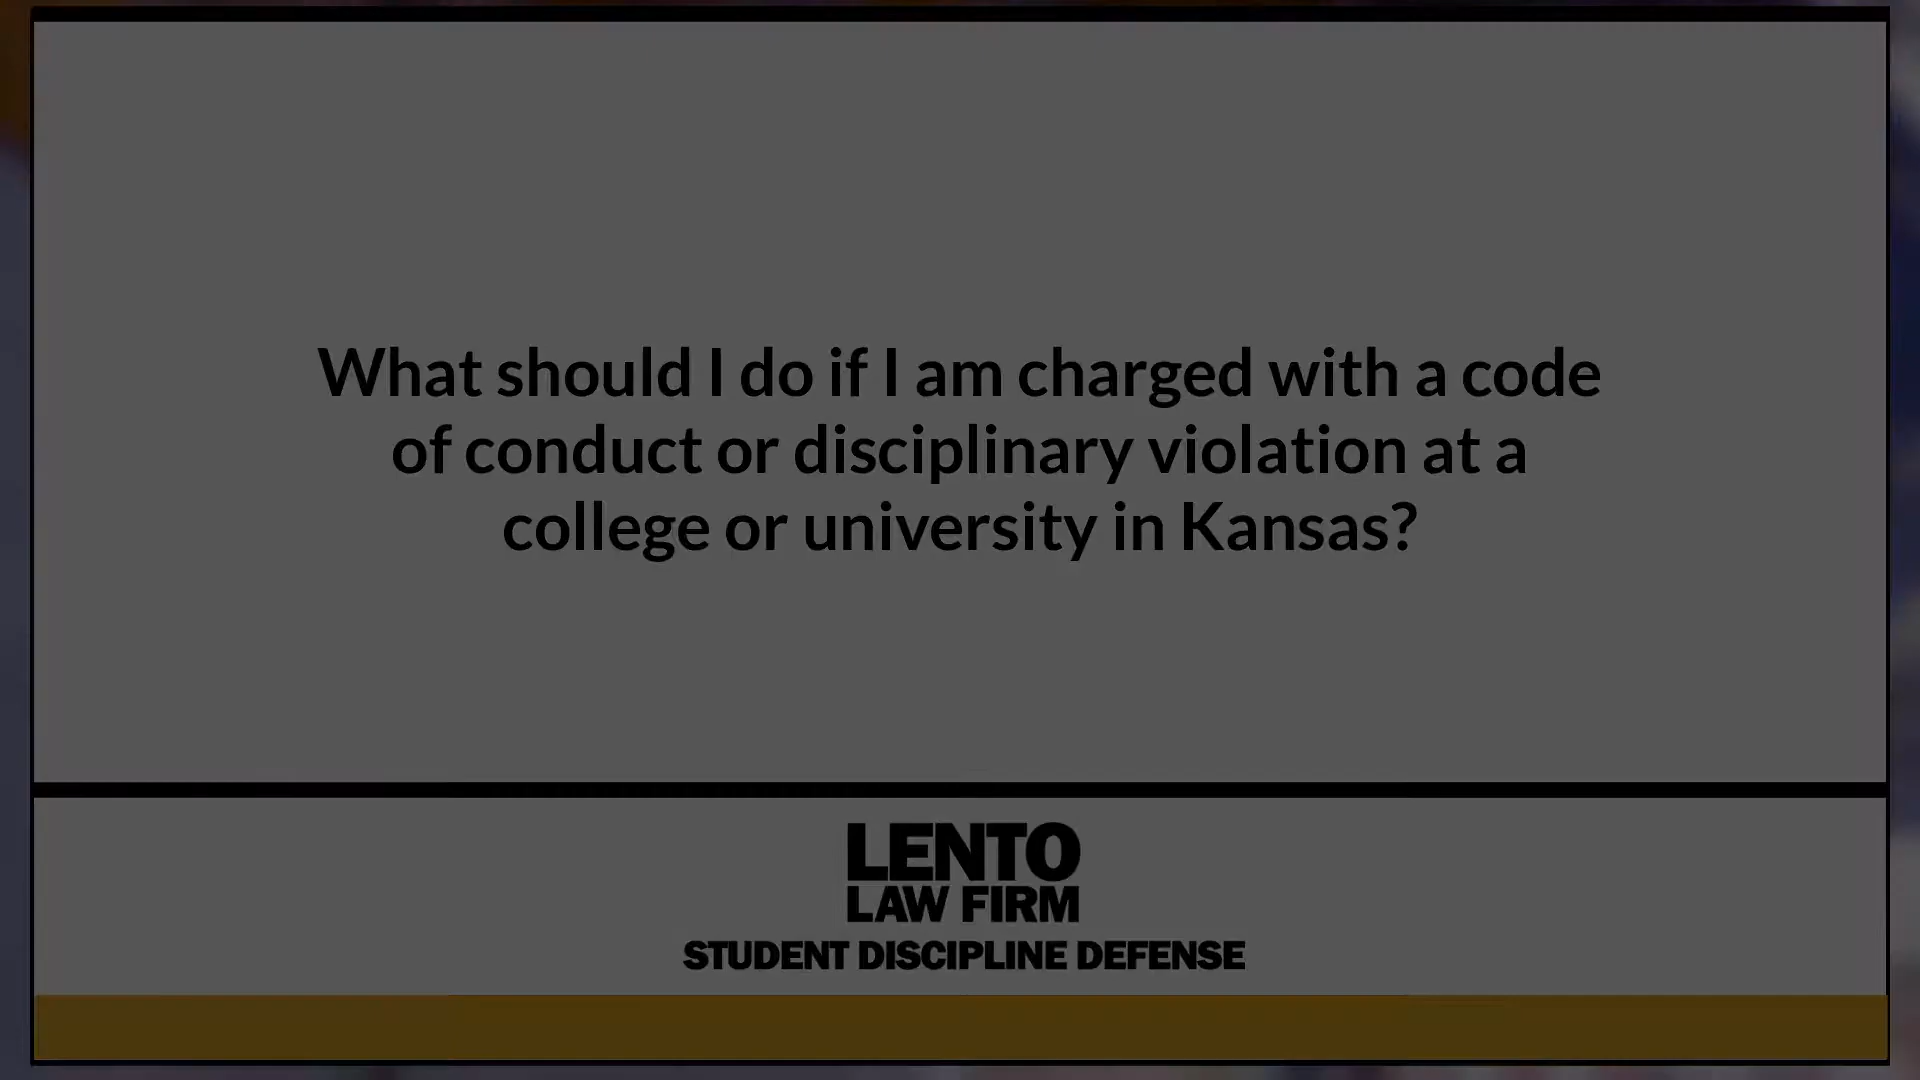 What should I do if I am charged with a code
of conduct or disciplinary violation at a
college or university in Kansas?
LENTO
LAW FIRM
STUDENT DISCIPLINE DEFENSE